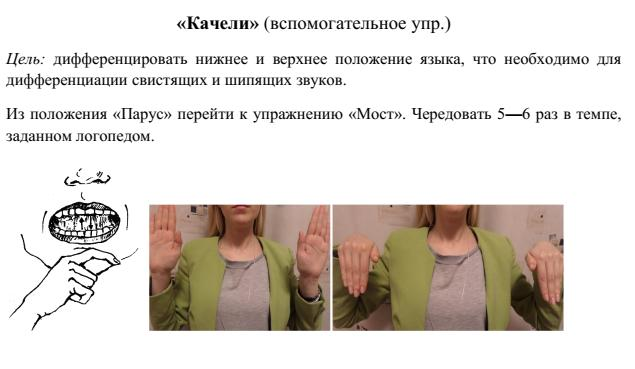 «Качели» (вспомогательное упр.)
Цель: дифференцировать нижнее и верхнее положение языка, что необходимо для
дифференциации свистящих и шипящих звуков.
Из положения «Парус» перейти к упражнению «Мост». Чередовать 5—6 раз в темпе,
заданном логопедом.